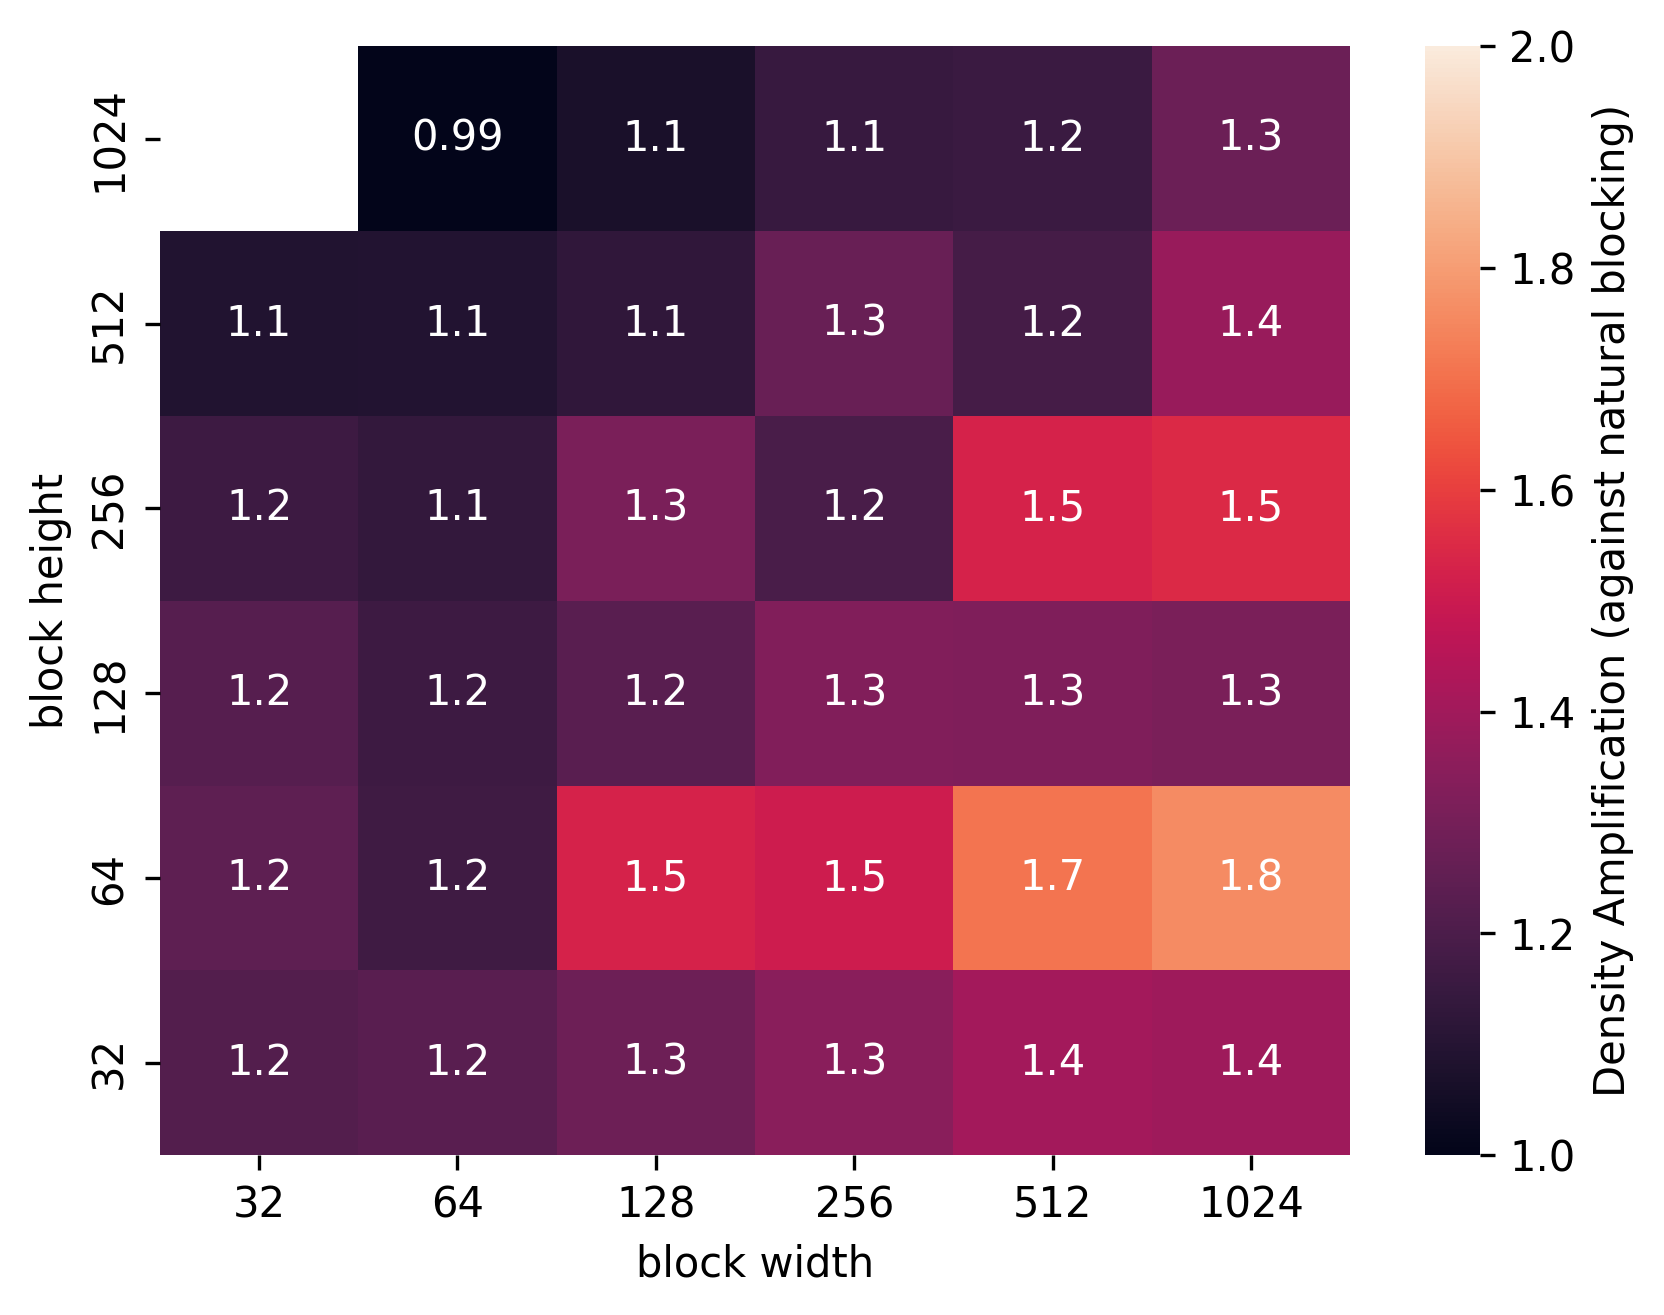 1024 0.99 1.1 1.1 1.2 1.3
512 1.1 1.1 1.1 1.3 1.2 1.4
256 1.2 1.1 1.3 1.2 1.5 1.5
128 1.2 1.2 1.2 1.3 1.3 1.3
64 1.2 1.2 1.5 1.5 1.7 1.8
32 1.2 1.2 1.3 1.3 1.4 1.4
block height
32 64 128 256 512 1024
block width
2.0
1.8
1.6
1.4
1.2
1.0
Density Amplification (against natural blocking)